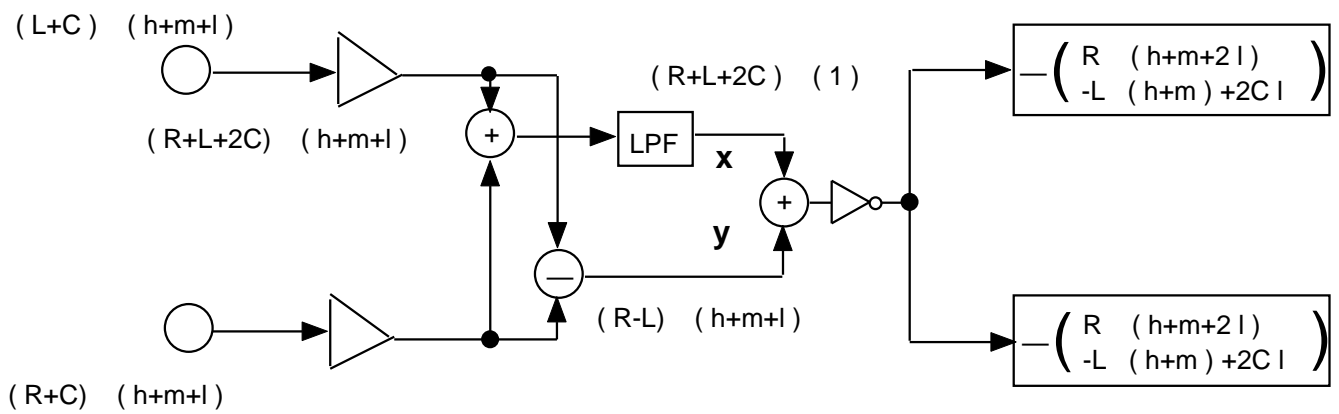 ( L+C ) ( h+m+l )
( R+L+2C ) ( 1 )
— ( R ( h+m+2 l )
-L ( h+m ) +2C l )
( R+L+2C) ( h+m+l )
+
LPF
x
+
y
—
( R-L) ( h+m+l )
— ( R ( h+m+2 l )
-L ( h+m ) +2C l )
( R+C) ( h+m+l )